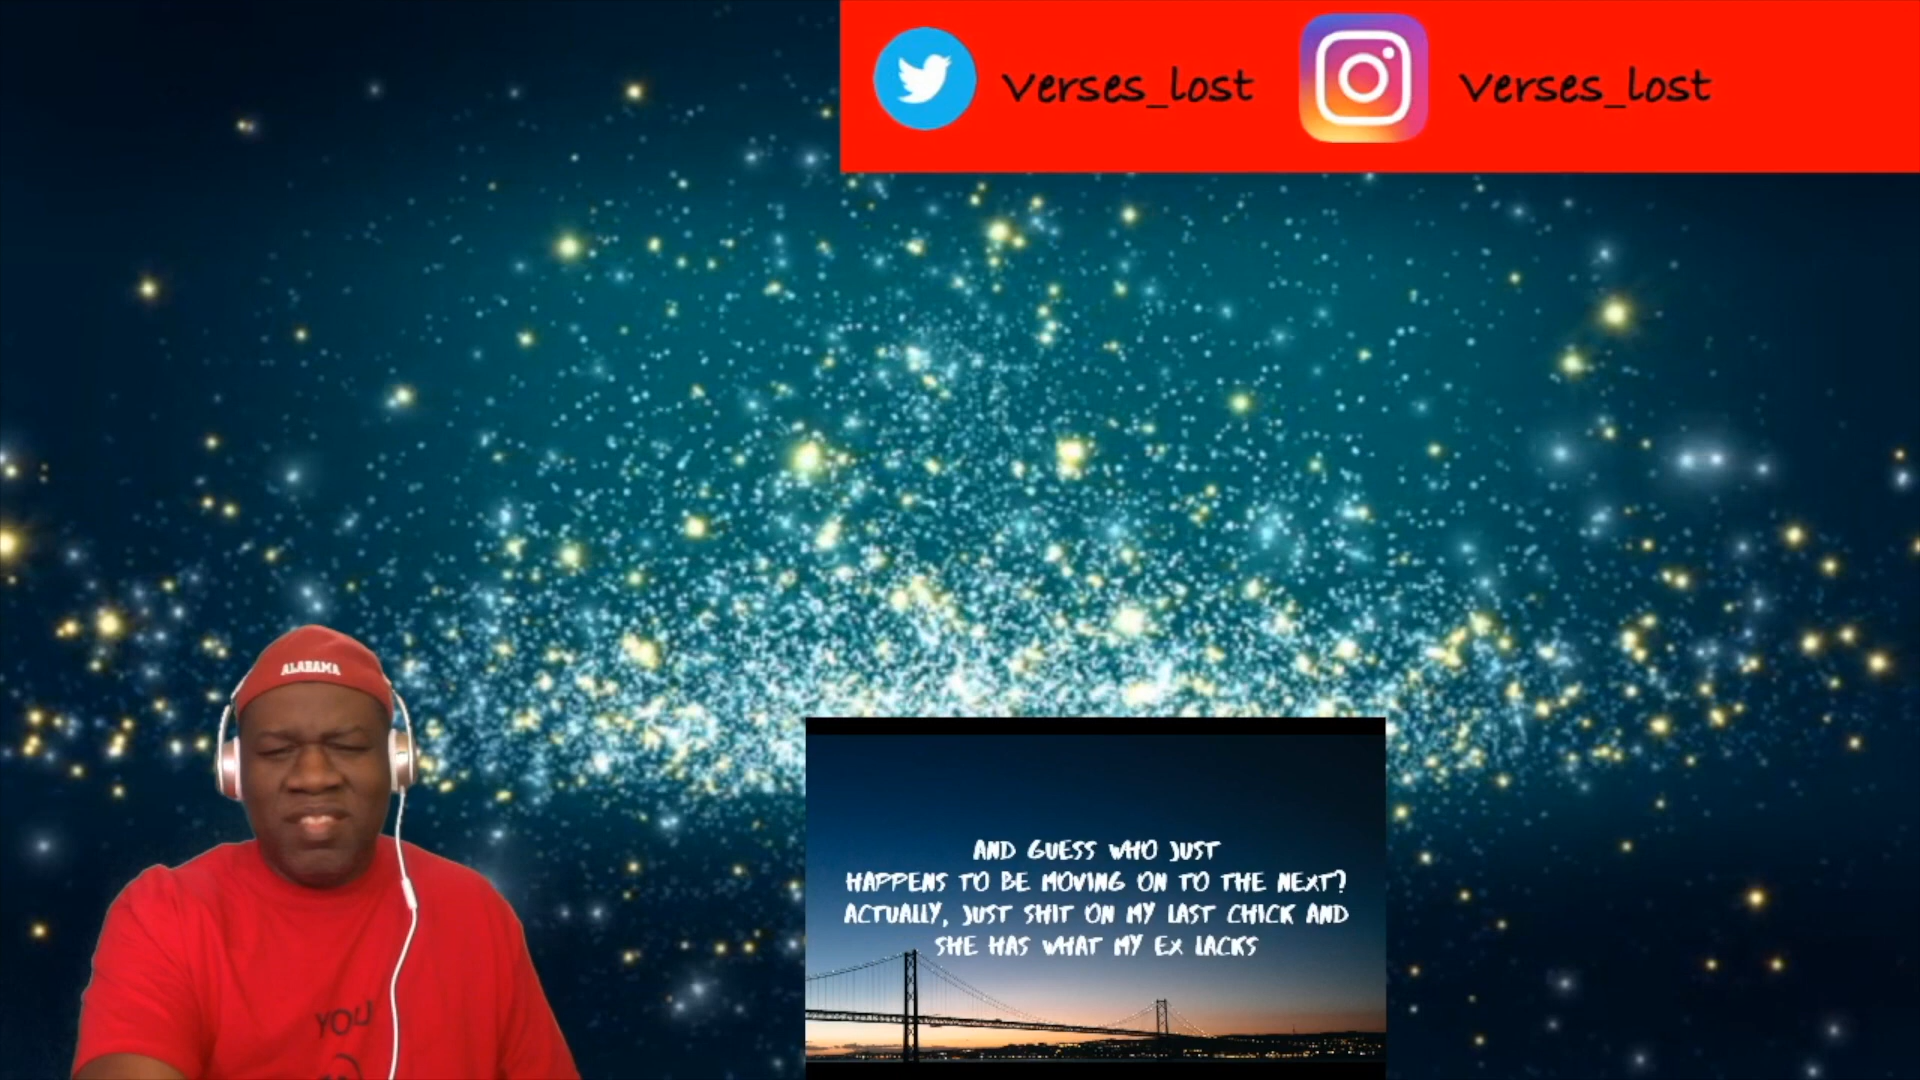 Verses_lost Verses_lost
ALABAMA
AND GUESS WHO JUST
HAPPENS TO BE MOVING ON TO THE NEXT?
ACTUALLY, JUST SHIT ON MY LAST CHICK AND
SHE HAS WHAT MY EX LACKS
YOU